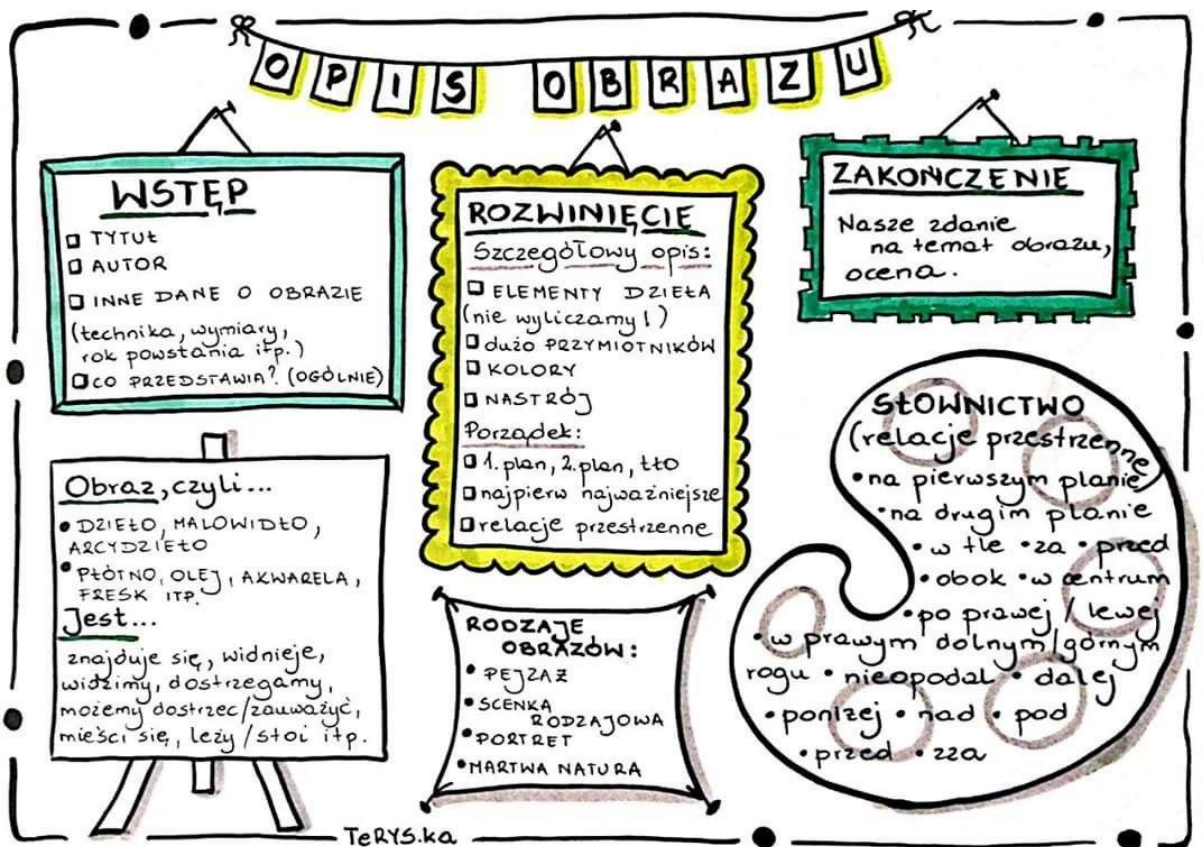 OPIS OBRAZU
WSTĘP
TYTUŁ
AUTOR
INNE DANE O OBRAZIE
(technika, wymiary,
rok powstania itp.)
CO PRZEDSTAWIA? (OGÓLNIE)
ROZWINIĘCIE
Szczegółowy opis:
ELEMENTY DZIEŁA
(nie wyliczamy!)
dużo PRZYMIOTNIKÓW
KOLORY
NASTRÓJ
Porządek:
1. plan, 2. plan, tło
najpierw najważniejsze
relacje przestrzenne
ZAKOŃCZENIE
Nasze zdanie
na temat obrazu,
ocena.
Obraz, czyli...
• DZIEŁO, MALOWIDŁO,
ARCYDZIEŁO
• PŁÓTNO, OLEJ, AKWARELA,
FRESK ITP.
Jest...
znajduje się, widnieje,
widzimy, dostrzegamy,
możemy dostrzec/zauważyć,
mieści się, leży/stoi itp.
RODZAJE
OBRAZÓW:
• PEJZAŻ
• SCENKA
RODZAJOWA
• PORTRET
• MARTWA NATURA
SŁOWNICTWO
(relacje przestrzenne)
• na pierwszym planie
• na drugim planie
• w tle • za • przed
• obok • w centrum
• po prawej / lewej
• w prawym dolnym/górnym
rogu • nieopodal • dalej
• poniżej • nad • pod
• przed • zza
TeRYS.ka